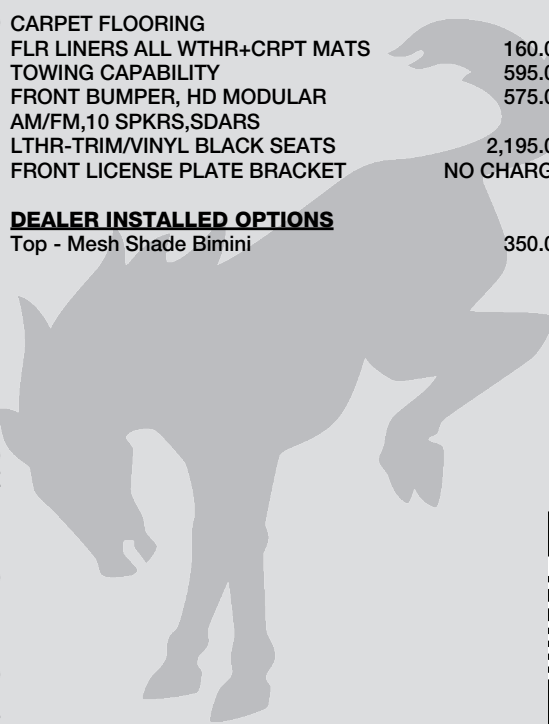 CARPET FLOORING
FLR LINERS ALL WTHR+CRPT MATS 160.0
TOWING CAPABILITY 595.0
FRONT BUMPER, HD MODULAR 575.0
AM/FM,10 SPKRS,SDARS
LTHR-TRIM/VINYL BLACK SEATS 2,195.0
FRONT LICENSE PLATE BRACKET NO CHARG
DEALER INSTALLED OPTIONS
Top - Mesh Shade Bimini 350.0